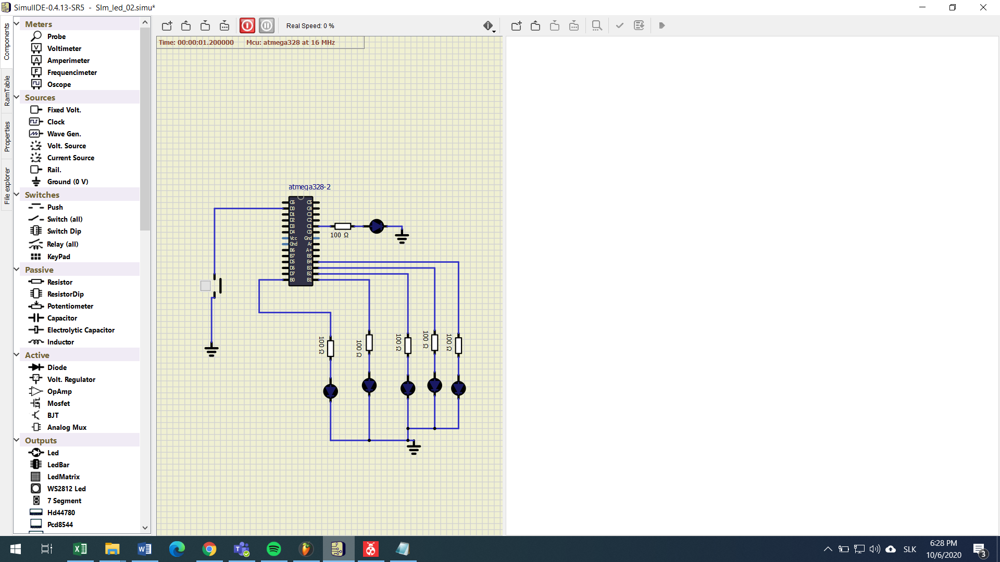 SimulIDE-0.4.13-SR5 - SIm_led_02.simu*
Components
RamTable
Properties
File explorer
Meters
Probe
Voltimeter
Amperimeter
Frequencimeter
Oscope
Sources
Fixed Volt.
Clock
Wave Gen.
Volt. Source
Current Source
Rail.
Ground (0 V)
Switches
Push
Switch (all)
Switch Dip
Relay (all)
KeyPad
Passive
Resistor
ResistorDip
Potentiometer
Capacitor
Electrolytic Capacitor
Inductor
Active
Diode
Volt. Regulator
OpAmp
Mosfet
BJT
Analog Mux
Outputs
Led
LedBar
LedMatrix
WS2812 Led
7 Segment
Hd44780
Pcd8544
Real Speed: 0 %
Time: 00:00:01.200000 Mcu: atmega328 at 16 MHz
atmega328-2
C6 C5
D0 C4
D1 C3
D2 C2
D3 C1
D4 C0
Vcc Gnd
Gnd Ar
B6 A+
B7 B5
D5 B4
D6 B3
D7 B2
B0 B1
100 Ω
100 Ω
100 Ω
100 Ω
100 Ω
100 Ω
SLK
6:28 PM
10/6/2020
3